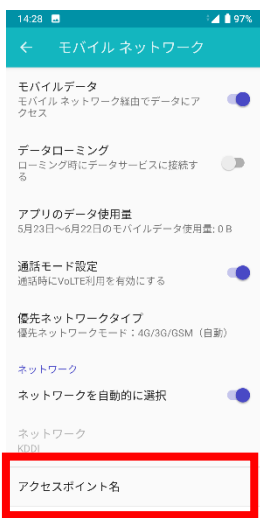 14:28 97%
モバイル ネットワーク
モバイルデータ
モバイル ネットワーク経由でデータにア
クセス
データローミング
ローミング時にデータサービスに接続す
る
アプリのデータ使用量
5月23日～6月22日のモバイルデータ使用量: 0 B
通話モード設定
通話時にVoLTE利用を有効にする
優先ネットワークタイプ
優先ネットワークモード：4G/3G/GSM（自動）
ネットワーク
ネットワークを自動的に選択
ネットワーク
KDDI
アクセスポイント名